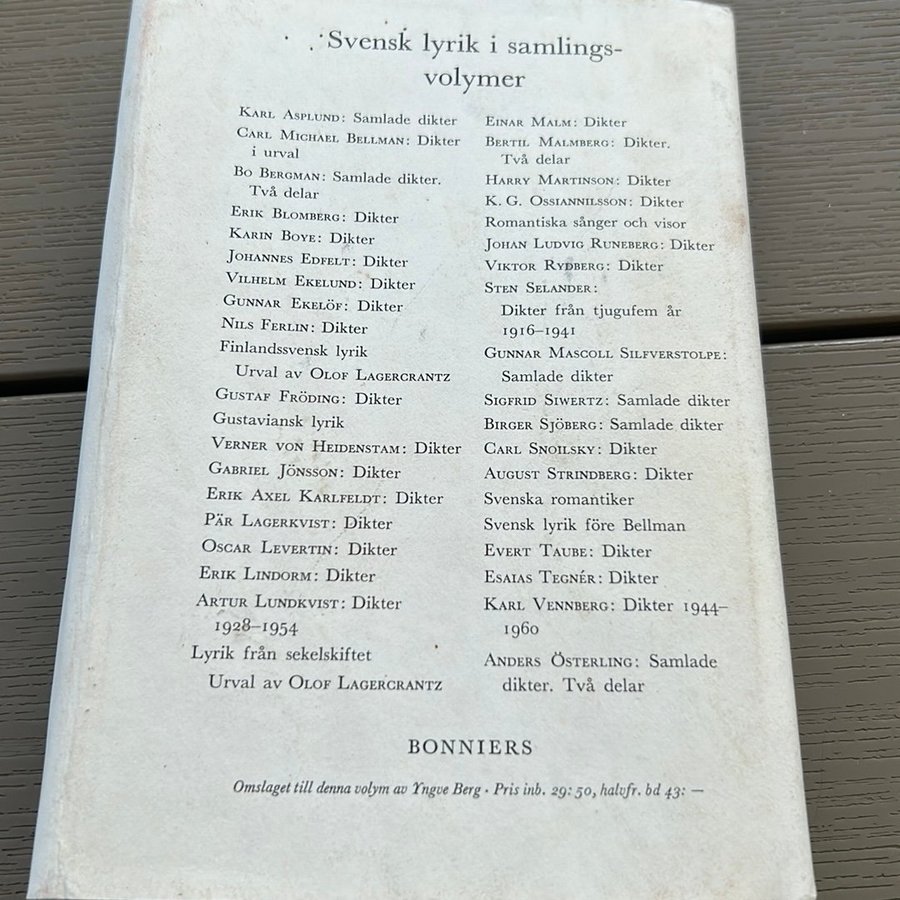 Svensk lyrik i samlings-
volymer
KARL ASPLUND: Samlade dikter
CARL MICHAEL BELLMAN: Dikter
i urval
BO BERGMAN: Samlade dikter.
Två delar
ERIK BLOMBERG: Dikter
KARIN BOYE: Dikter
JOHANNES EDFELT: Dikter
VILHELM EKELUND: Dikter
GUNNAR EKELÖF: Dikter
NILS FERLIN: Dikter
Finlandssvensk lyrik
Urval av OLOF LAGERCRANTZ
GUSTAF FRÖDING: Dikter
Gustaviansk lyrik
VERNER VON HEIDENSTAM: Dikter
GABRIEL JÖNSSON: Dikter
ERIK AXEL KARLFELDT: Dikter
PÄR LAGERKVIST: Dikter
OSCAR LEVERTIN: Dikter
ERIK LINDORM: Dikter
ARTUR LUNDKVIST: Dikter
1928–1954
Lyrik från sekelskiftet
Urval av OLOF LAGERCRANTZ
EINAR MALM: Dikter
BERTIL MALMBERG: Dikter.
Två delar
HARRY MARTINSON: Dikter
K. G. OSSIANNILSSON: Dikter
Romantiska sånger och visor
JOHAN LUDVIG RUNEBERG: Dikter
VIKTOR RYDBERG: Dikter
STEN SELANDER:
Dikter från tjugufem år
1916–1941
GUNNAR MASCOLL SILFVERSTOLPE:
Samlade dikter
SIGFRID SIWERTZ: Samlade dikter
BIRGER SJÖBERG: Samlade dikter
CARL SNOILSKY: Dikter
AUGUST STRINDBERG: Dikter
Svenska romantiker
Svensk lyrik före Bellman
EVERT TAUBE: Dikter
ESAIAS TEGNÉR: Dikter
KARL VENNBERG: Dikter 1944–
1960
ANDERS ÖSTERLING: Samlade
dikter. Två delar
BONNIERS
Omslaget till denna volym av Yngve Berg · Pris inb. 29: 50, halvfr. bd 43: —